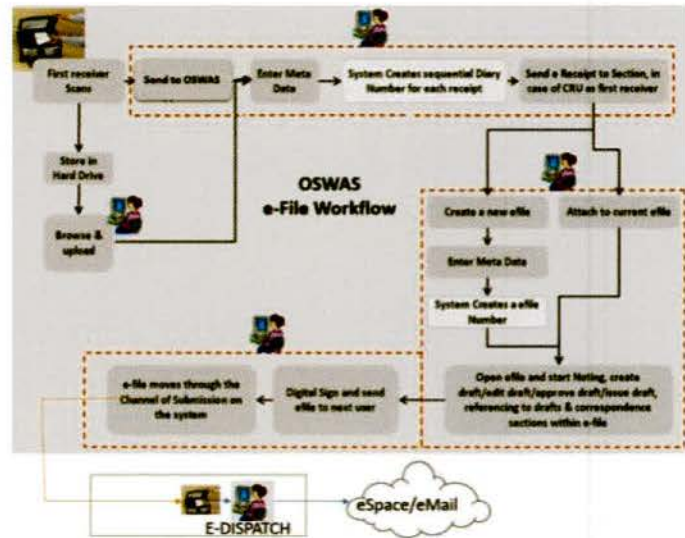 First receiver
Scans
Send to OSWAS
Enter Meta
Data
System Creates sequential Diary
Number for each receipt
Send e Receipt to Section, in
case of CRU as first receiver
Store in
Hard Drive
Browse &
upload
OSWAS
e-File Workflow
Create a new efile
Attach to current efile
Enter Meta Data
System Creates a efile
Number
Open efile and start Noting, create
draft/edit draft/approve draft/issue draft,
referencing to drafts & correspondence
sections within e-file
Digital Sign and send
efile to next user
e-file moves through the
Channel of Submission on
the system
E-DISPATCH
eSpace/eMail